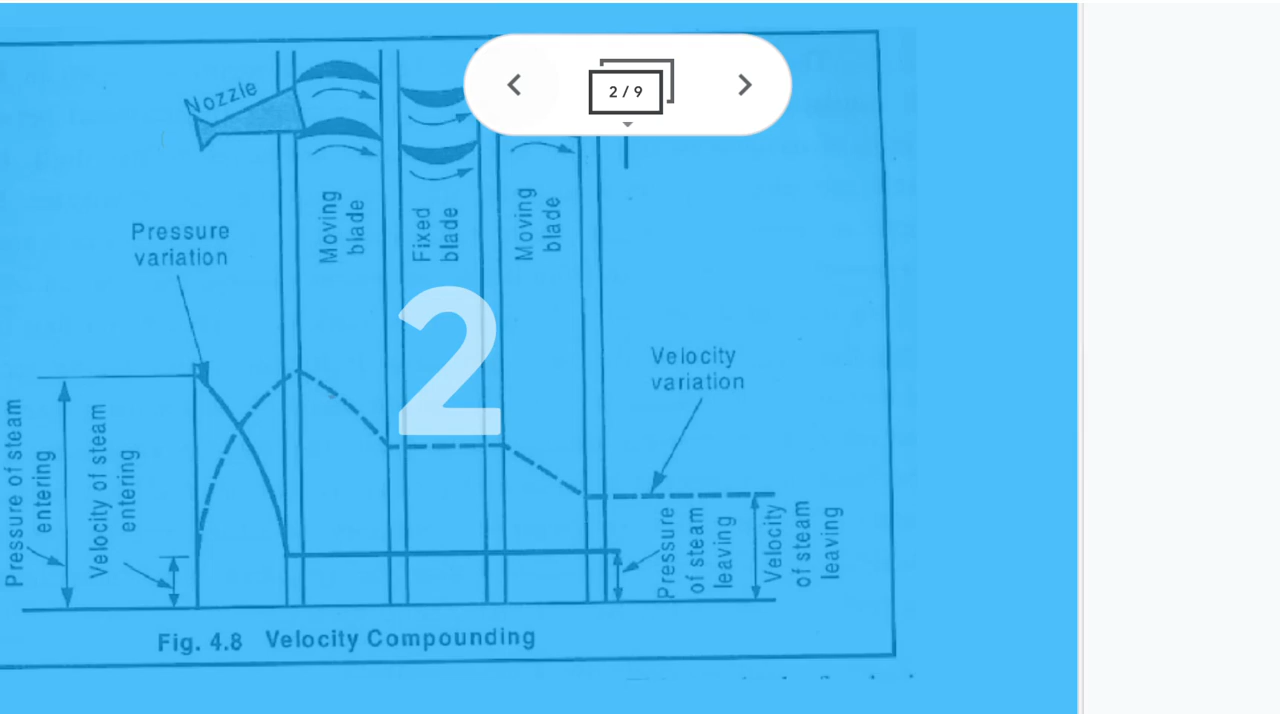 2 / 9
Nozzle
Moving
blade
Fixed
blade
Moving
blade
Pressure
variation
2
Velocity
variation
Pressure of steam
entering
Velocity of steam
entering
Pressure
of steam
leaving
Velocity
of steam
leaving
Fig. 4.8 Velocity Compounding